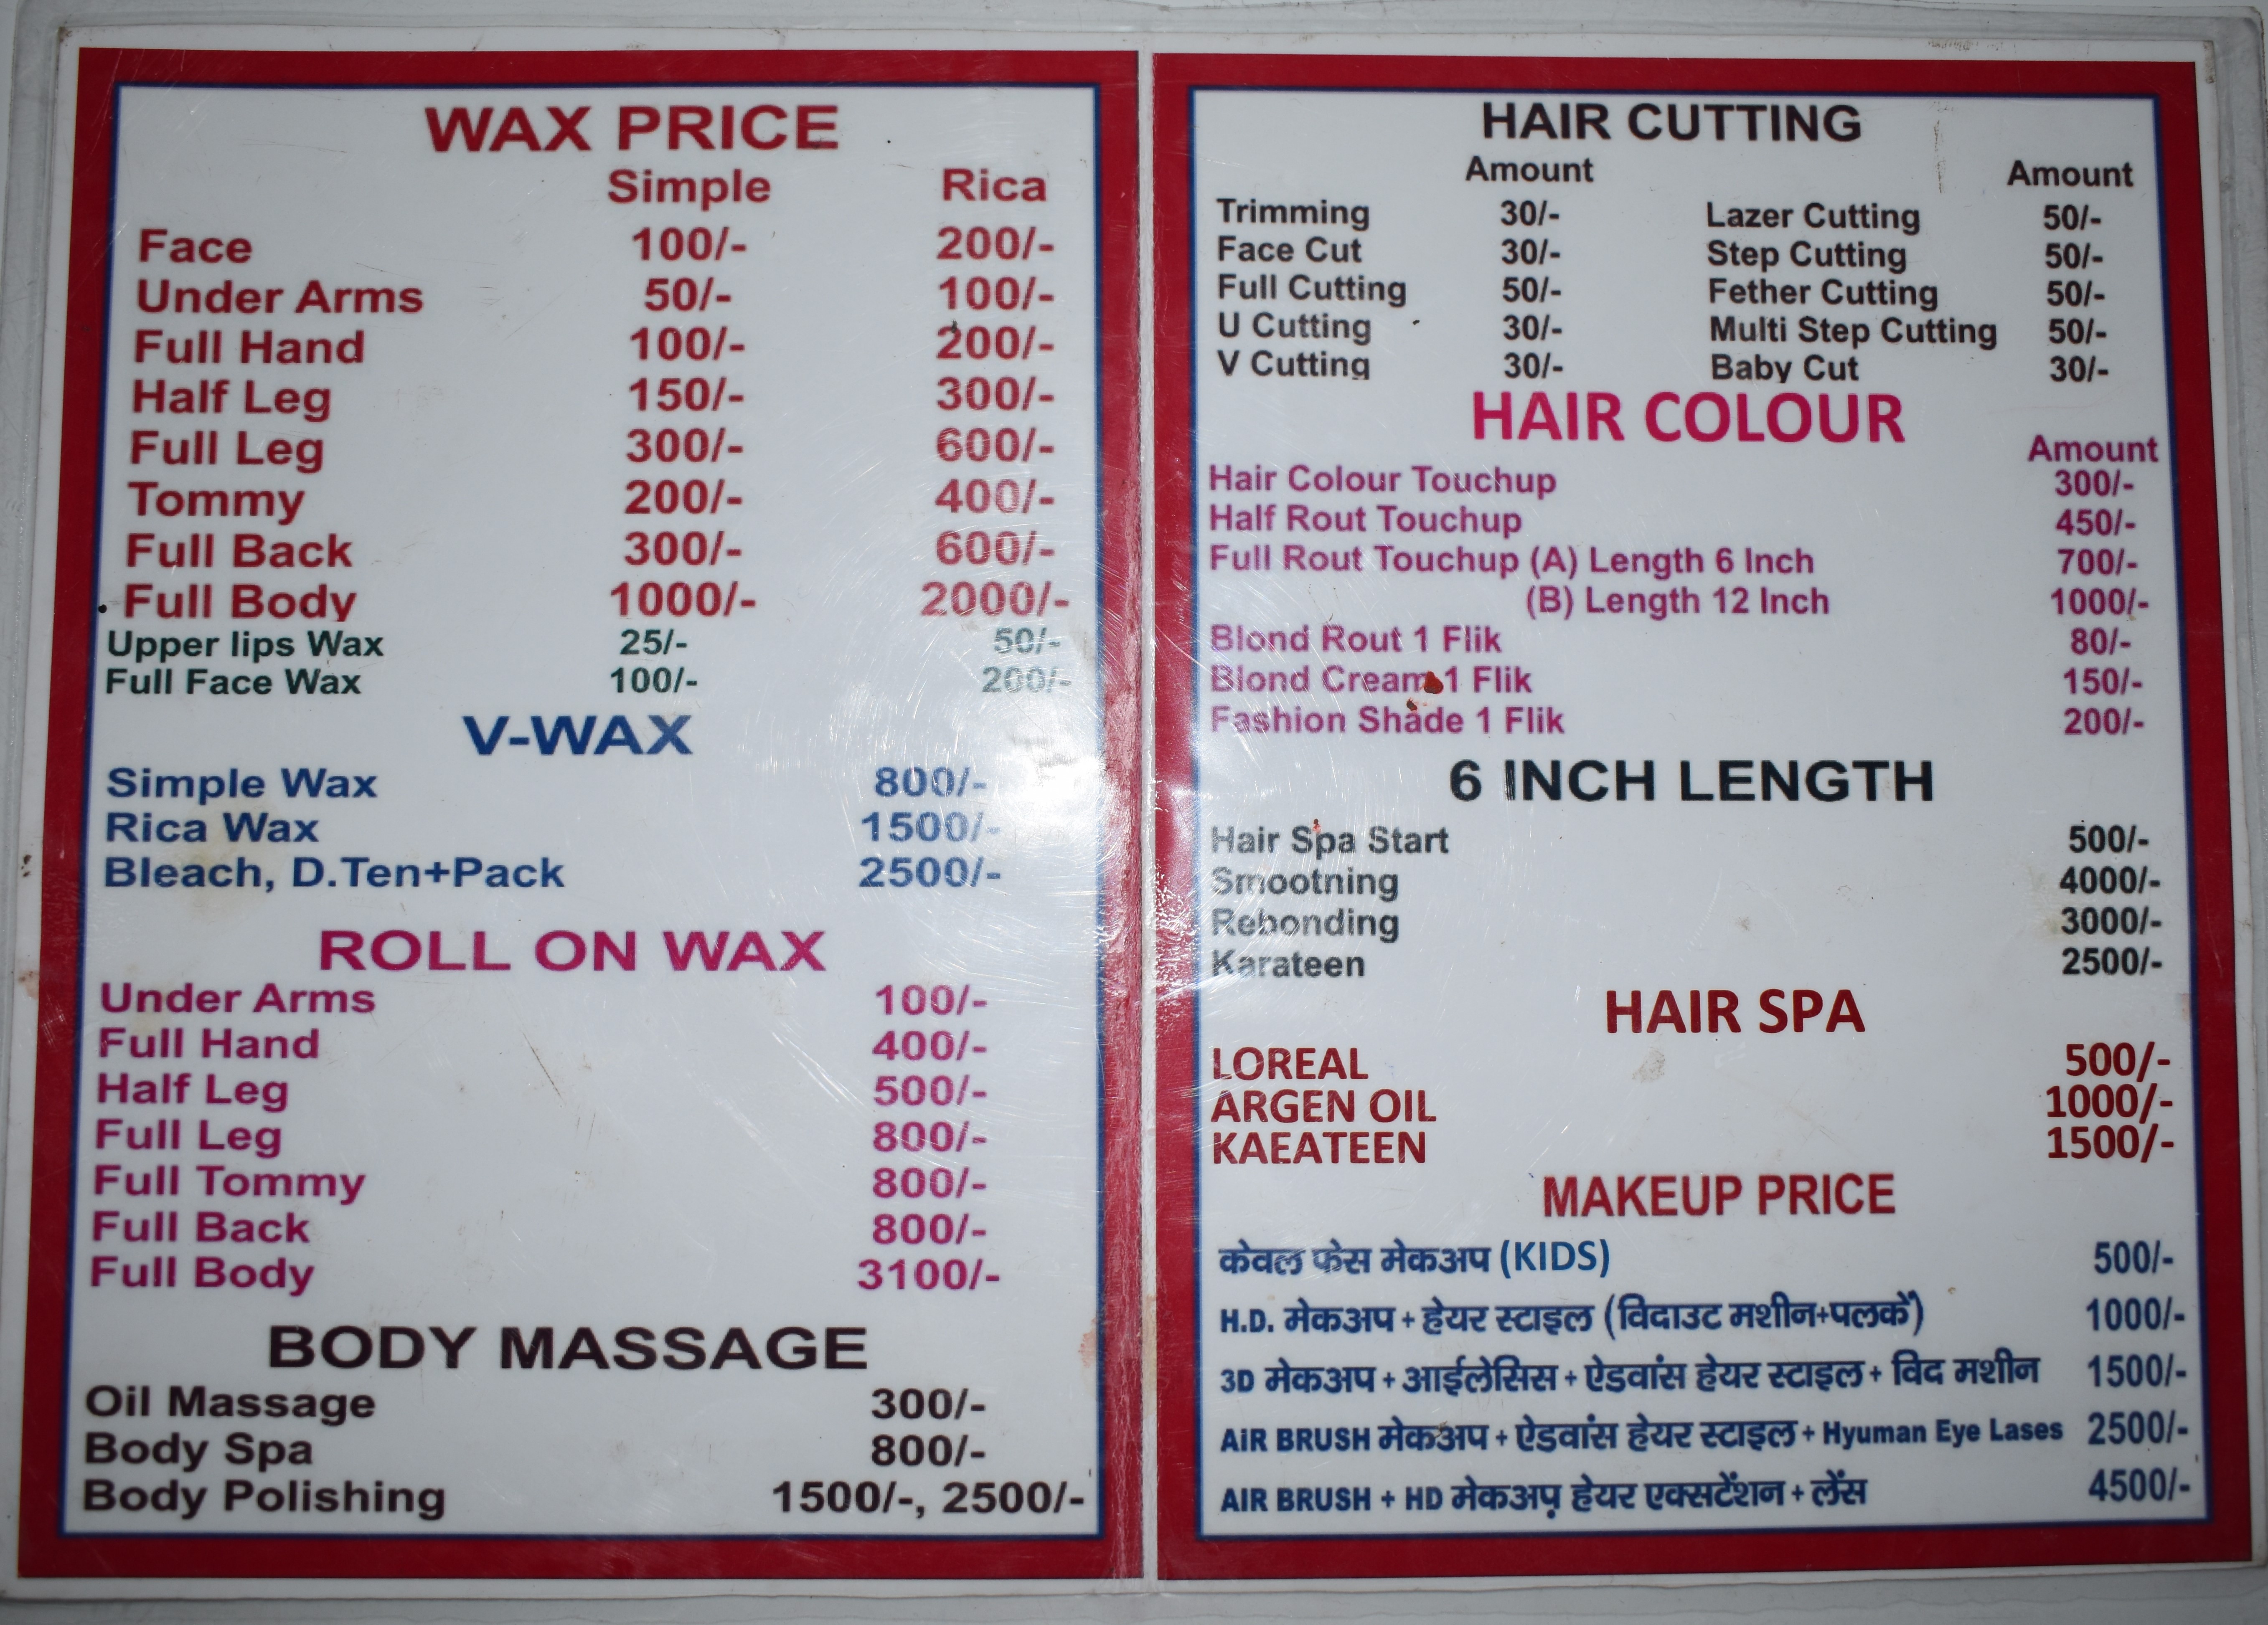 WAX PRICE
Simple Rica
Face 100/- 200/-
Under Arms 50/- 100/-
Full Hand 100/- 200/-
Half Leg 150/- 300/-
Full Leg 300/- 600/-
Tommy 200/- 400/-
Full Back 300/- 600/-
Full Body 1000/- 2000/-
Upper lips Wax 25/- 50/-
Full Face Wax 100/- 200/-
V-WAX
Simple Wax 800/-
Rica Wax 1500/-
Bleach, D.Ten+Pack 2500/-
ROLL ON WAX
Under Arms 100/-
Full Hand 400/-
Half Leg 500/-
Full Leg 800/-
Full Tommy 800/-
Full Back 800/-
Full Body 3100/-
BODY MASSAGE
Oil Massage 300/-
Body Spa 800/-
Body Polishing 1500/-, 2500/-
HAIR CUTTING
Amount Amount
Trimming 30/- Lazer Cutting 50/-
Face Cut 30/- Step Cutting 50/-
Full Cutting 50/- Fether Cutting 50/-
U Cutting 30/- Multi Step Cutting 50/-
V Cutting 30/- Baby Cut 30/-
HAIR COLOUR
Amount
Hair Colour Touchup 300/-
Half Rout Touchup 450/-
Full Rout Touchup (A) Length 6 Inch 700/-
(B) Length 12 Inch 1000/-
Blond Rout 1 Flik 80/-
Blond Cream 1 Flik 150/-
Fashion Shade 1 Flik 200/-
6 INCH LENGTH
Hair Spa Start 500/-
Smootning 4000/-
Rebonding 3000/-
Karateen 2500/-
HAIR SPA
LOREAL 500/-
ARGEN OIL 1000/-
KAEATEEN 1500/-
MAKEUP PRICE
केवल फेस मेकअप (KIDS) 500/-
H.D. मेकअप + हेयर स्टाइल (विदाउट मशीन+पलकें) 1000/-
3D मेकअप + आईलेसिस + ऐडवांस हेयर स्टाइल + विद मशीन 1500/-
AiR BRUSH मेकअप + ऐडवांस हेयर स्टाइल + Hyuman Eye Lases 2500/-
AIR BRUSH + HD मेकअप् हेयर एक्सटेंशन + लेंस 4500/-